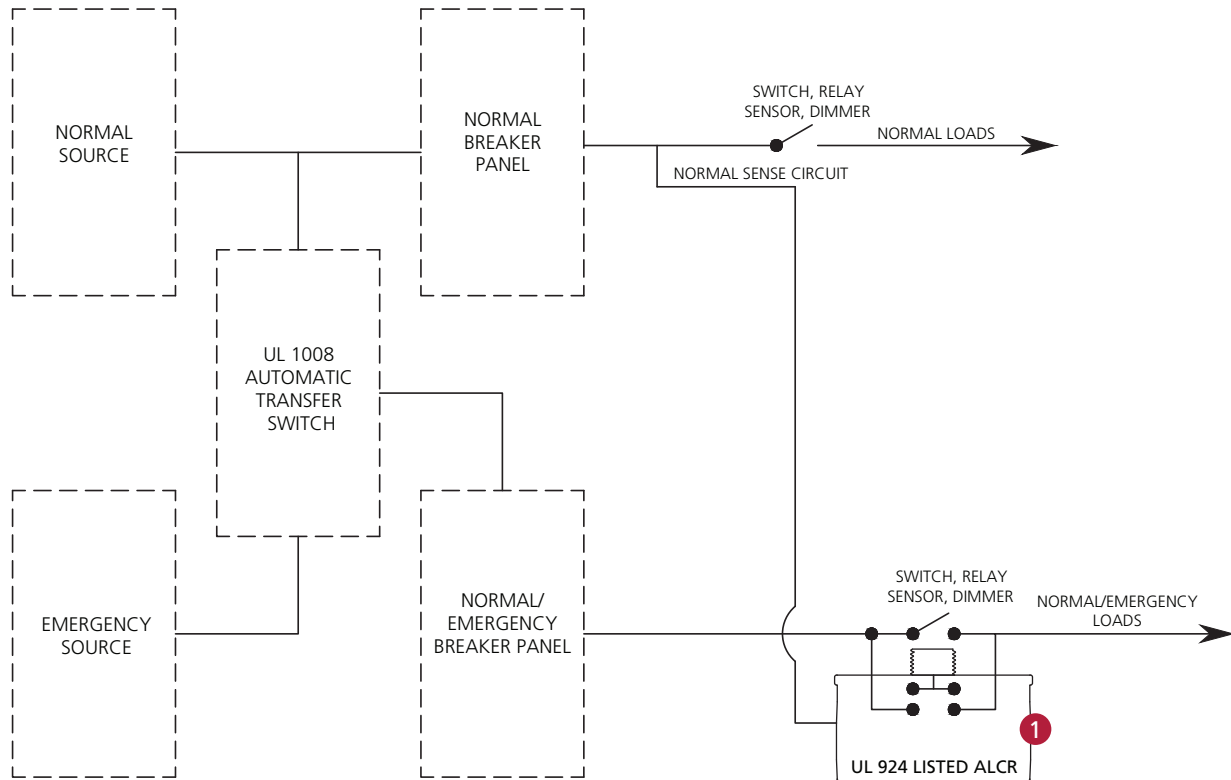 NORMAL
SOURCE
NORMAL
BREAKER
PANEL
SWITCH, RELAY
SENSOR, DIMMER
NORMAL LOADS
NORMAL SENSE CIRCUIT
UL 1008
AUTOMATIC
TRANSFER
SWITCH
EMERGENCY
SOURCE
NORMAL/
EMERGENCY
BREAKER PANEL
SWITCH, RELAY
SENSOR, DIMMER
NORMAL/EMERGENCY
LOADS
1
UL 924 LISTED ALCR